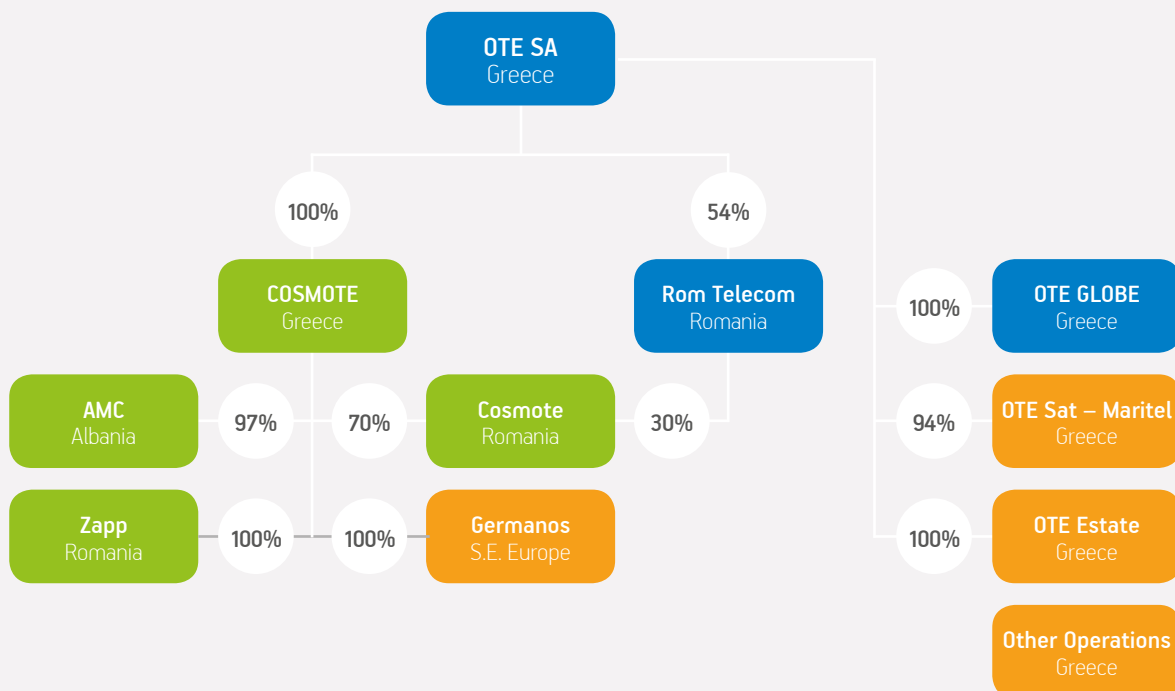 OTE SA
Greece
100%
54%
COSMOTE
Greece
Rom Telecom
Romania
100%
OTE GLOBE
Greece
AMC
Albania
97%
70%
Cosmote
Romania
30%
94%
OTE Sat – Maritel
Greece
Zapp
Romania
100%
100%
Germanos
S.E. Europe
100%
OTE Estate
Greece
Other Operations
Greece